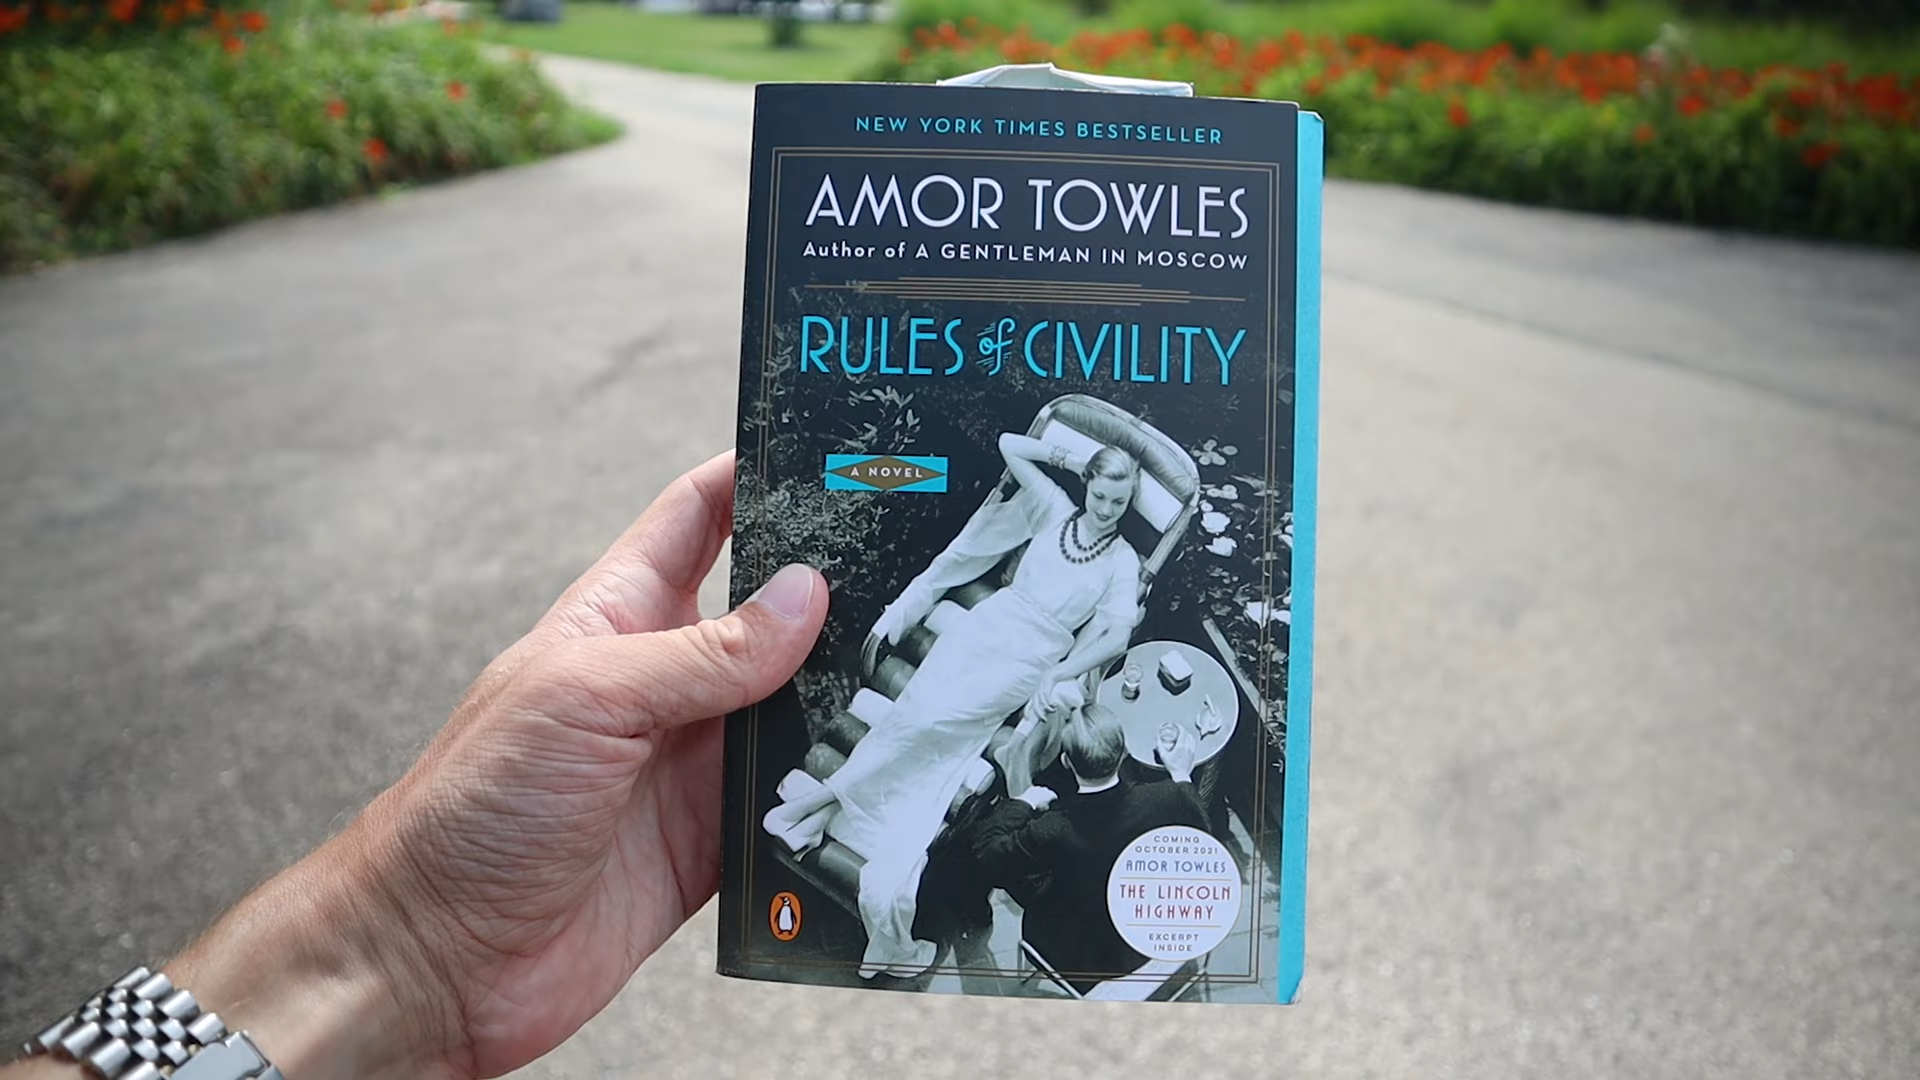 NEW YORK TIMES BESTSELLER
AMOR TOWLES
Author of A GENTLEMAN IN MOSCOW
RULES of CIVILITY
A NOVEL
COMING
OCTOBER 2021
AMOR TOWLES
THE LINCOLN
HIGHWAY
EXCERPT
INSIDE